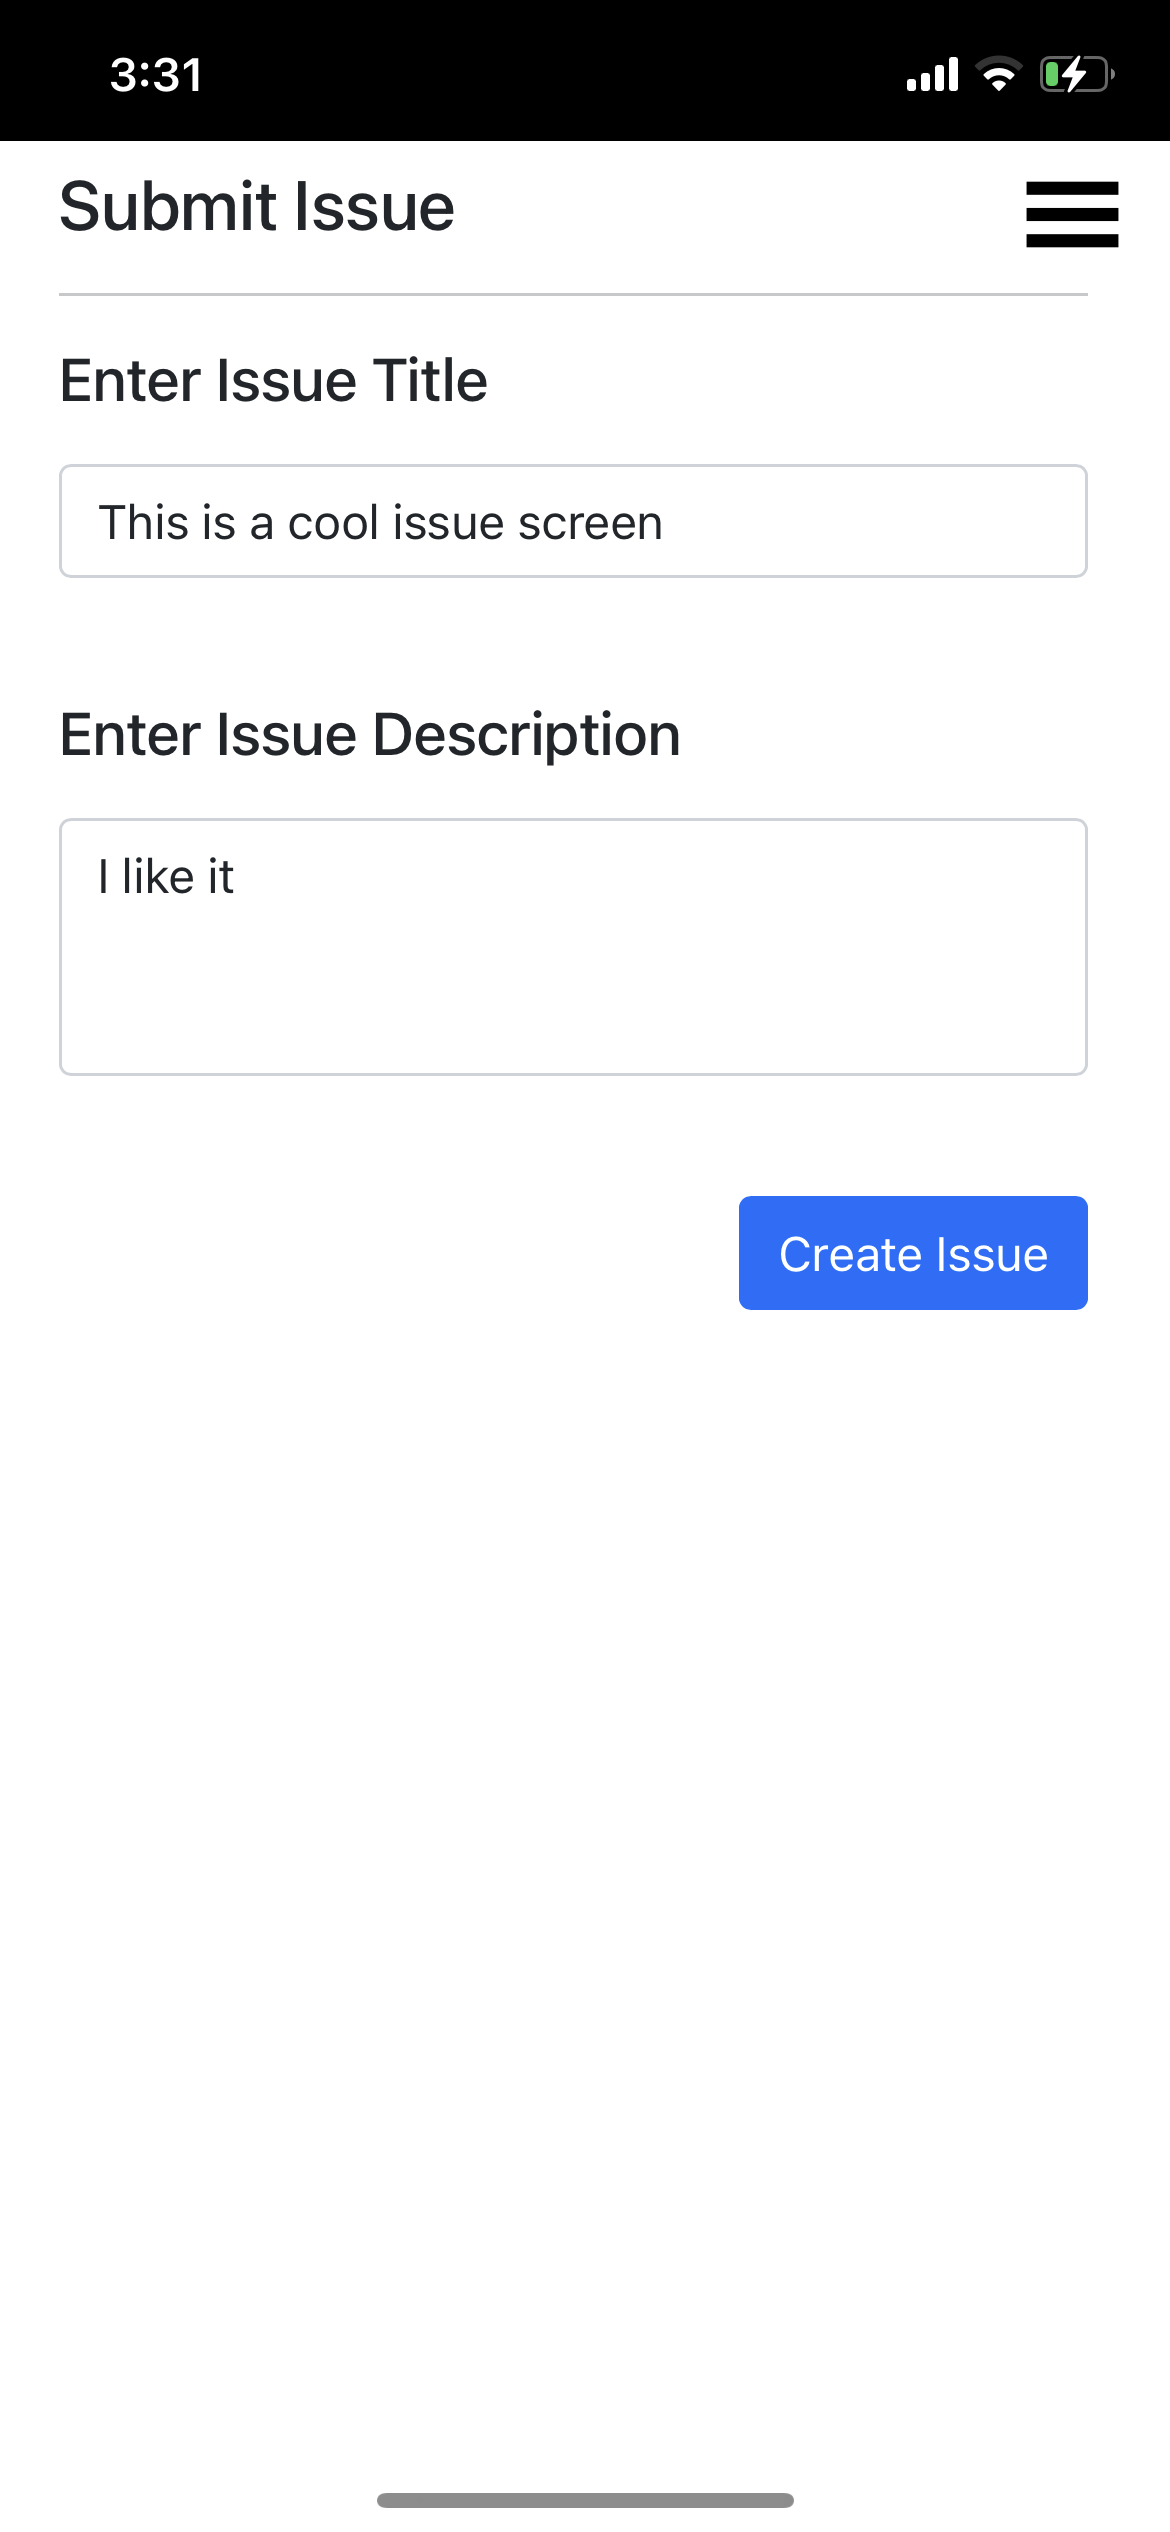 3:31
Submit Issue
Enter Issue Title
This is a cool issue screen
Enter Issue Description
I like it
Create Issue